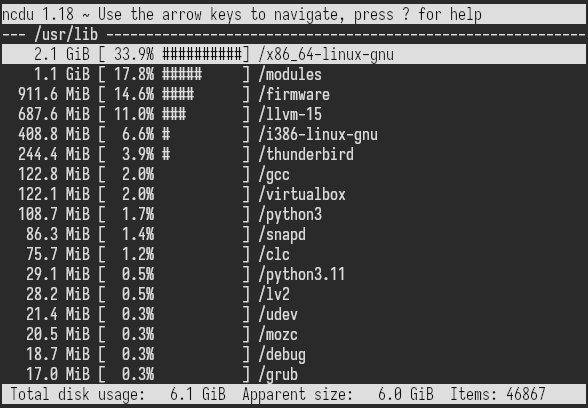 ncdu 1.18 ~ Use the arrow keys to navigate, press ? for help
--- /usr/lib -----------------------------------------------------------
    2.1 GiB [ 33.9% ##########] /x86_64-linux-gnu
    1.1 GiB [ 17.8% #####     ] /modules
  911.6 MiB [ 14.6% ####      ] /firmware
  687.6 MiB [ 11.0% ###       ] /llvm-15
  408.8 MiB [  6.6% #         ] /i386-linux-gnu
  244.4 MiB [  3.9% #         ] /thunderbird
  122.8 MiB [  2.0%           ] /gcc
  122.1 MiB [  2.0%           ] /virtualbox
  108.7 MiB [  1.7%           ] /python3
   86.3 MiB [  1.4%           ] /snapd
   75.7 MiB [  1.2%           ] /clc
   29.1 MiB [  0.5%           ] /python3.11
   28.2 MiB [  0.5%           ] /lv2
   21.4 MiB [  0.3%           ] /udev
   20.5 MiB [  0.3%           ] /mozc
   18.7 MiB [  0.3%           ] /debug
   17.0 MiB [  0.3%           ] /grub
 Total disk usage:   6.1 GiB  Apparent size:   6.0 GiB  Items: 46867